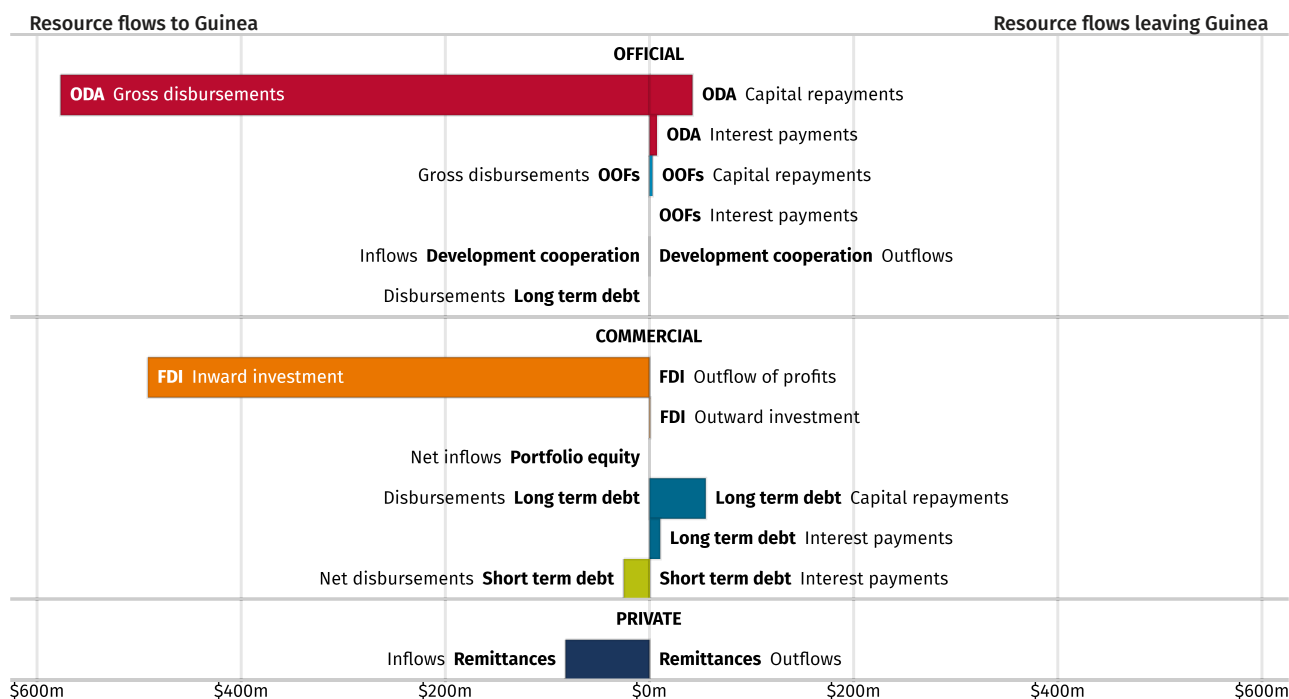 Resource flows to Guinea Resource flows leaving Guinea
OFFICIAL
ODA Gross disbursements ODA Capital repayments
ODA Interest payments
Gross disbursements OOFs OOFs Capital repayments
OOFs Interest payments
Inflows Development cooperation Development cooperation Outflows
Disbursements Long term debt
COMMERCIAL
FDI Inward investment FDI Outflow of profits
FDI Outward investment
Net inflows Portfolio equity
Disbursements Long term debt Long term debt Capital repayments
Long term debt Interest payments
Net disbursements Short term debt Short term debt Interest payments
PRIVATE
Inflows Remittances Remittances Outflows
$600m $400m $200m $0m $200m $400m $600m